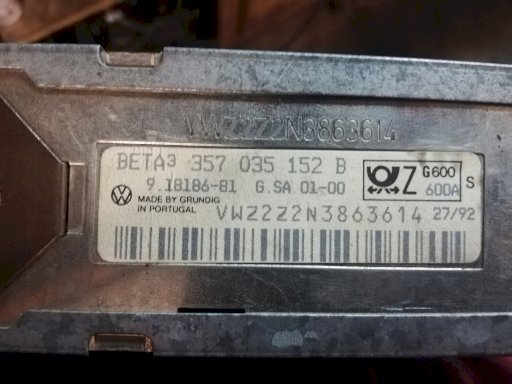 VWZ2Z2N3863614
BETA3 357 035 152 B
9.18186-81 G.SA 01-00
Z G600 600A S
MADE BY GRUNDIG
IN PORTUGAL
VWZ2Z2N3863614 27/92